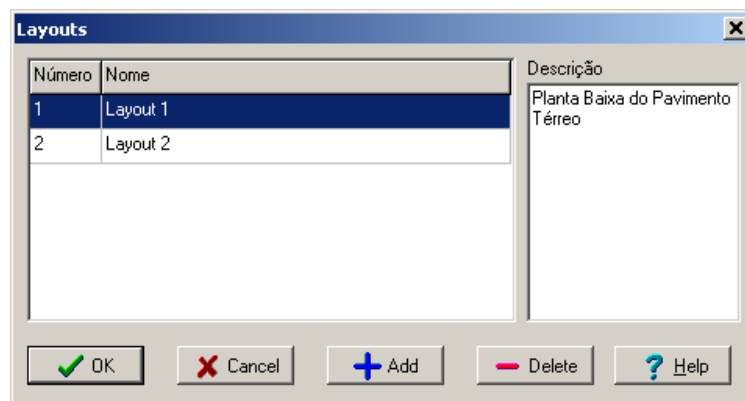 Layouts
Número Nome
1 Layout 1
2 Layout 2
Descrição
Planta Baixa do Pavimento
Térreo
OK Cancel Add Delete Help